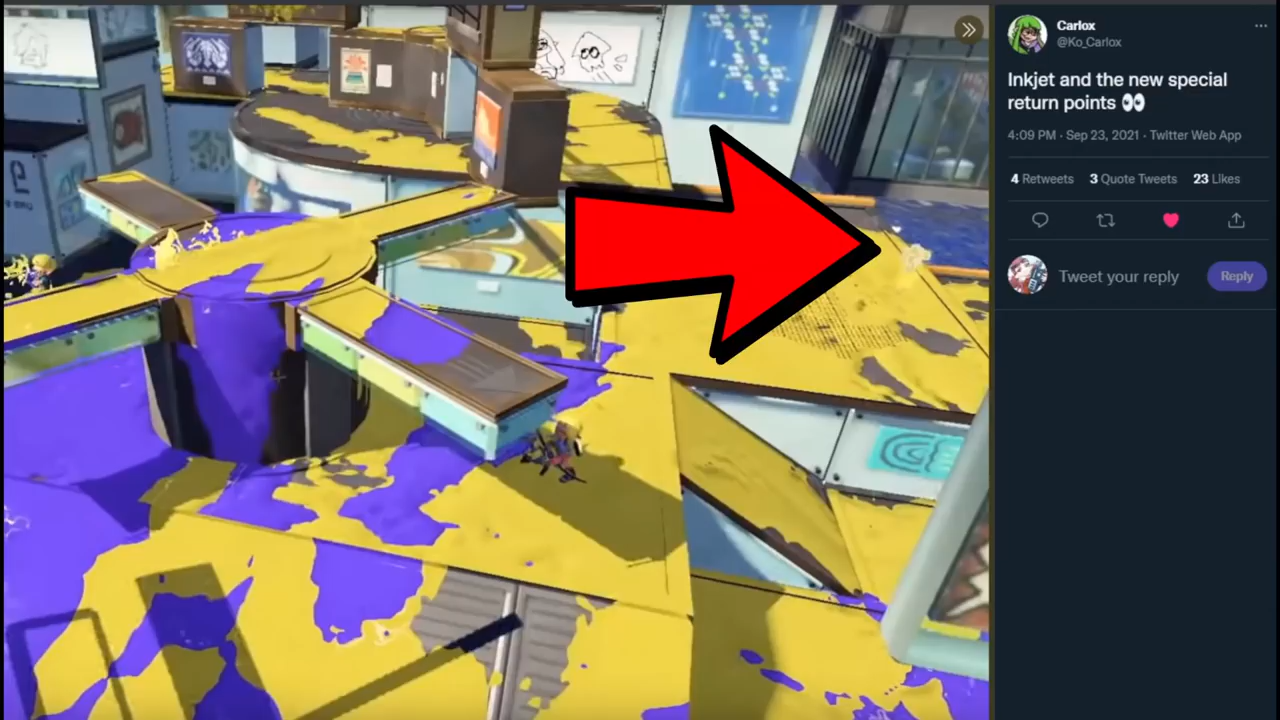 Carlox
@Ko_Carlox
Inkjet and the new special
return points 👀
4:09 PM · Sep 23, 2021 · Twitter Web App
4 Retweets 3 Quote Tweets 23 Likes
Tweet your reply
Reply